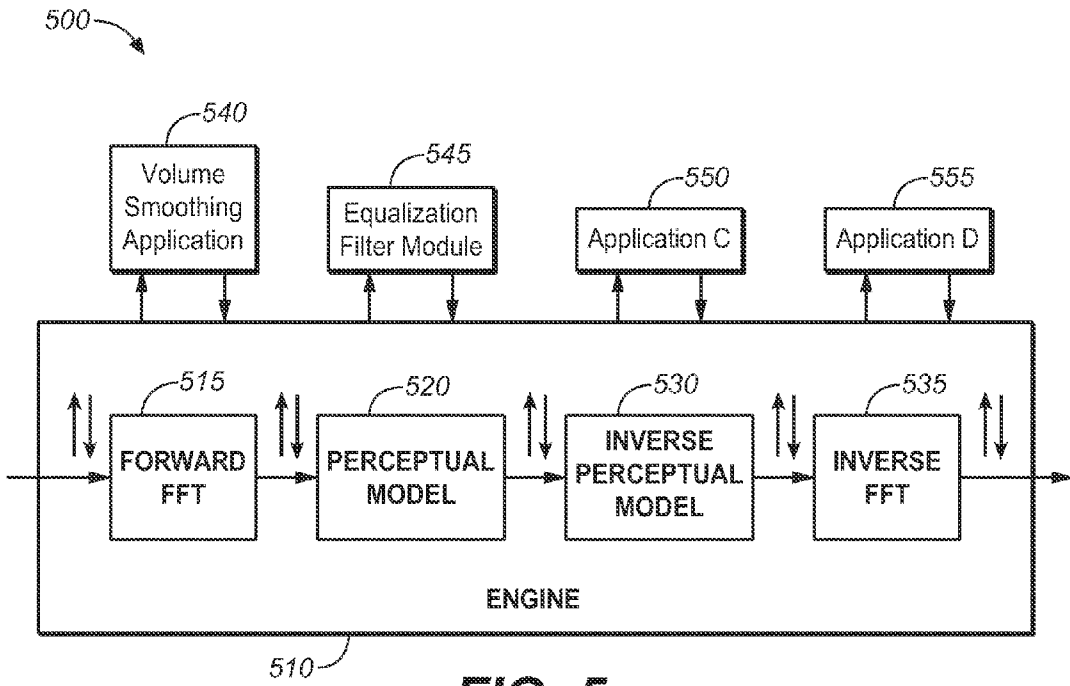 500
540
Volume
Smoothing
Application
545
Equalization
Filter Module
550
Application C
555
Application D
515
FORWARD
FFT
520
PERCEPTUAL
MODEL
530
INVERSE
PERCEPTUAL
MODEL
535
INVERSE
FFT
ENGINE
510